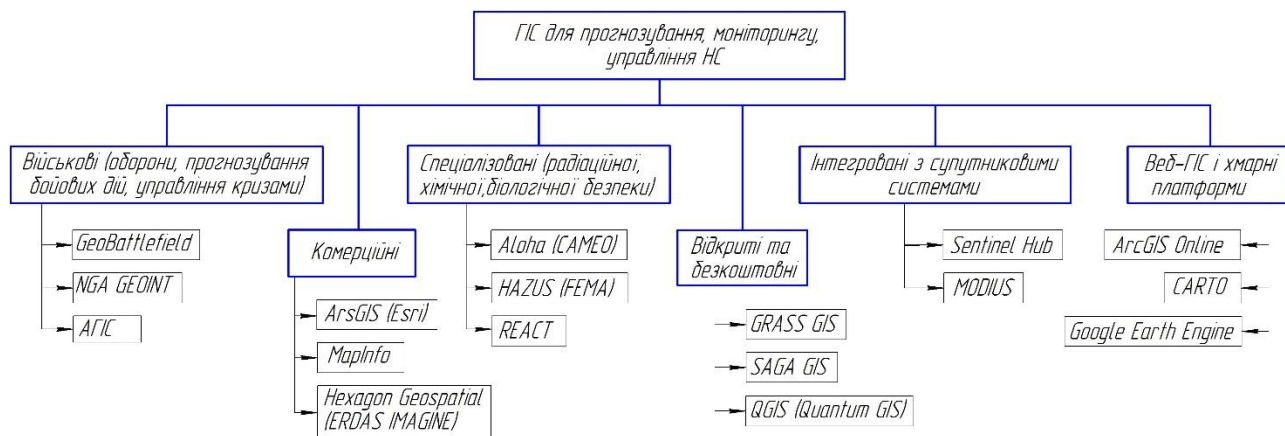 ГІС для прогнозування, моніторингу,
управління НС
Військові (оборони, прогнозування
бойових дій, управління кризами)
GeoBattlefield
NGA GEOINT
АГІС
Комерційні
ArsGIS (Esri)
MapInfo
Hexagon Geospatial
(ERDAS IMAGINE)
Спеціалізовані (радіаційної,
хімічної,біологічної безпеки)
Aloha (CAMEO)
HAZUS (FEMA)
REACT
Відкриті та
безкоштовні
GRASS GIS
SAGA GIS
QGIS (Quantum GIS)
Інтегровані з супутниковими
системами
Sentinel Hub
MODIUS
Веб-ГІС і хмарні
платформи
ArcGIS Online
CARTO
Google Earth Engine